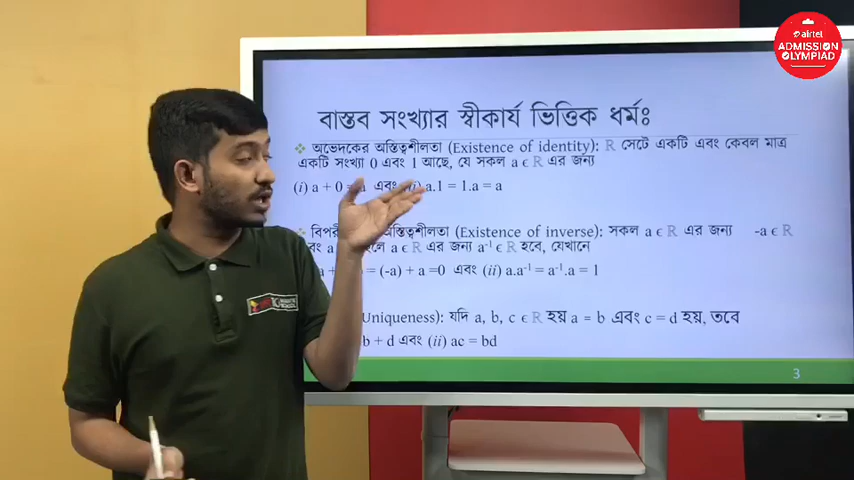 airtel
ADMISSION
OLYMPIAD
বাস্তব সংখ্যার স্বীকার্য ভিত্তিক ধর্মঃ
অভেদকের অস্তিত্বশীলতা (Existence of identity): R সেটে একটি এবং কেবল মাত্র
একটি সংখ্যা 0 এবং 1 আছে, যে সকল a ∈ R এর জন্য
(i) a + 0 = a এবং a.1 = 1.a = a
অস্তিত্বশীলতা (Existence of inverse): সকল a ∈ R এর জন্য -a ∈ R
হলে a ∈ R এর জন্য a⁻¹ ∈ R হবে, যেখানে
= (-a) + a =0 এবং (ii) a.a⁻¹ = a⁻¹.a = 1
Uniqueness): যদি a, b, c ∈ R হয় a = b এবং c = d হয়, তবে
b + d এবং (ii) ac = bd
3